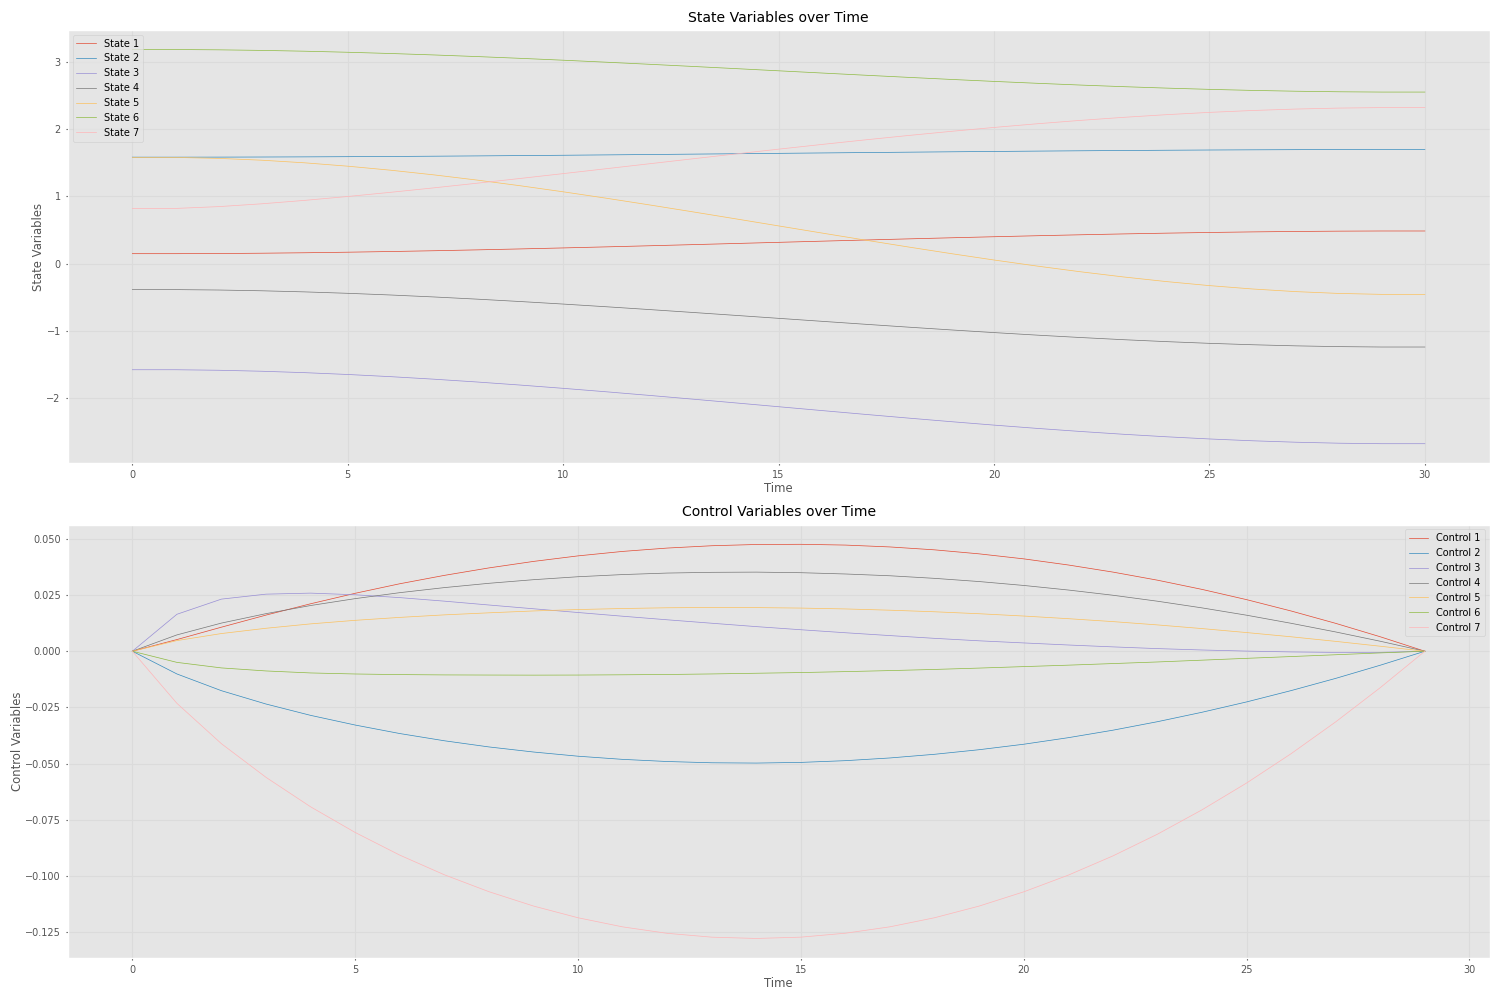 State Variables over Time
State 1
State 2
State 3
State 4
State 5
State 6
State 7
3
2
1
0
−1
−2
State Variables
0 5 10 15 20 25 30
Time
Control Variables over Time
Control 1
Control 2
Control 3
Control 4
Control 5
Control 6
Control 7
0.050
0.025
0.000
−0.025
−0.050
−0.075
−0.100
−0.125
Control Variables
0 5 10 15 20 25 30
Time